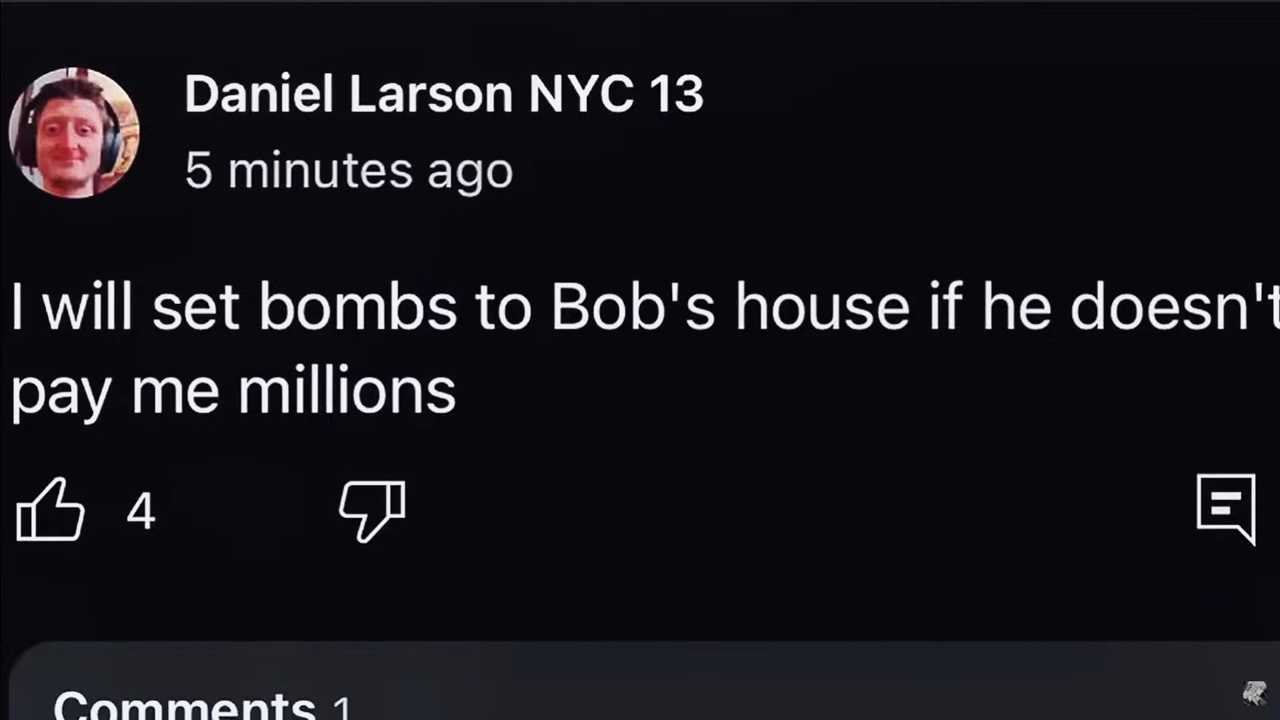 Daniel Larson NYC 13
5 minutes ago
I will set bombs to Bob's house if he doesn't
pay me millions
4
Comments 1